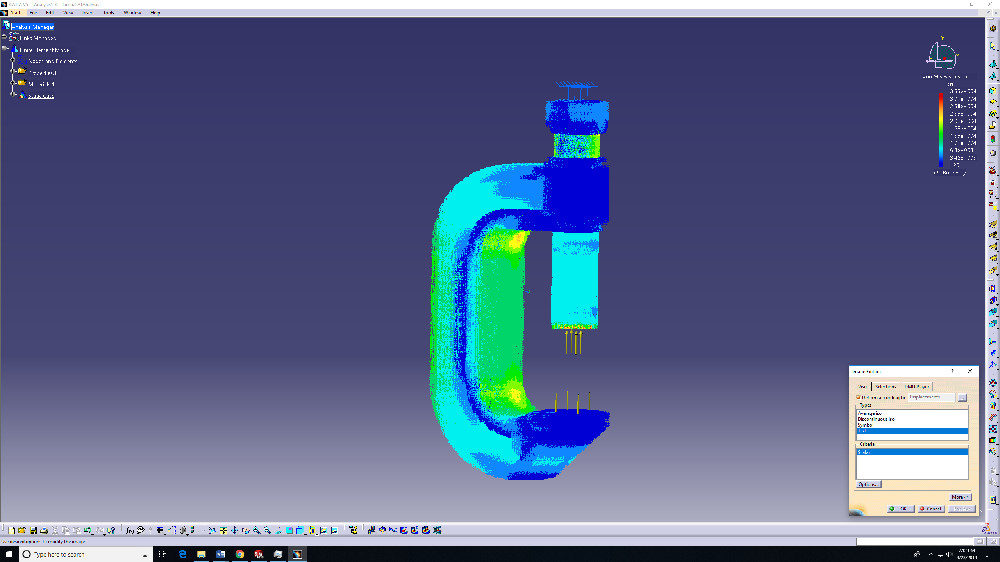 CATIA V5 - [Analysis1_C-clamp.CATAnalysis]
Start File Edit View Insert Tools Window Help
Analysis Manager
Links Manager.1
Finite Element Model.1
Nodes and Elements
Properties.1
Materials.1
Static Case
y
x
z
Von Mises stress text.1
psi
3.35e+004
3.01e+004
2.68e+004
2.35e+004
2.01e+004
1.68e+004
1.35e+004
1.01e+004
6.8e+003
3.46e+003
129
On Boundary
Image Edition ?
Visu Selections DMU Player
Deform according to Displacements ...
Types
Average iso
Discontinuous iso
Symbol
Text
Criteria
Scalar
Options...
More>>
OK Cancel Preview
x
f(x)
DS CATIA
Use desired options to modify the image
Type here to search
SW 2018
7:12 PM
4/23/2019